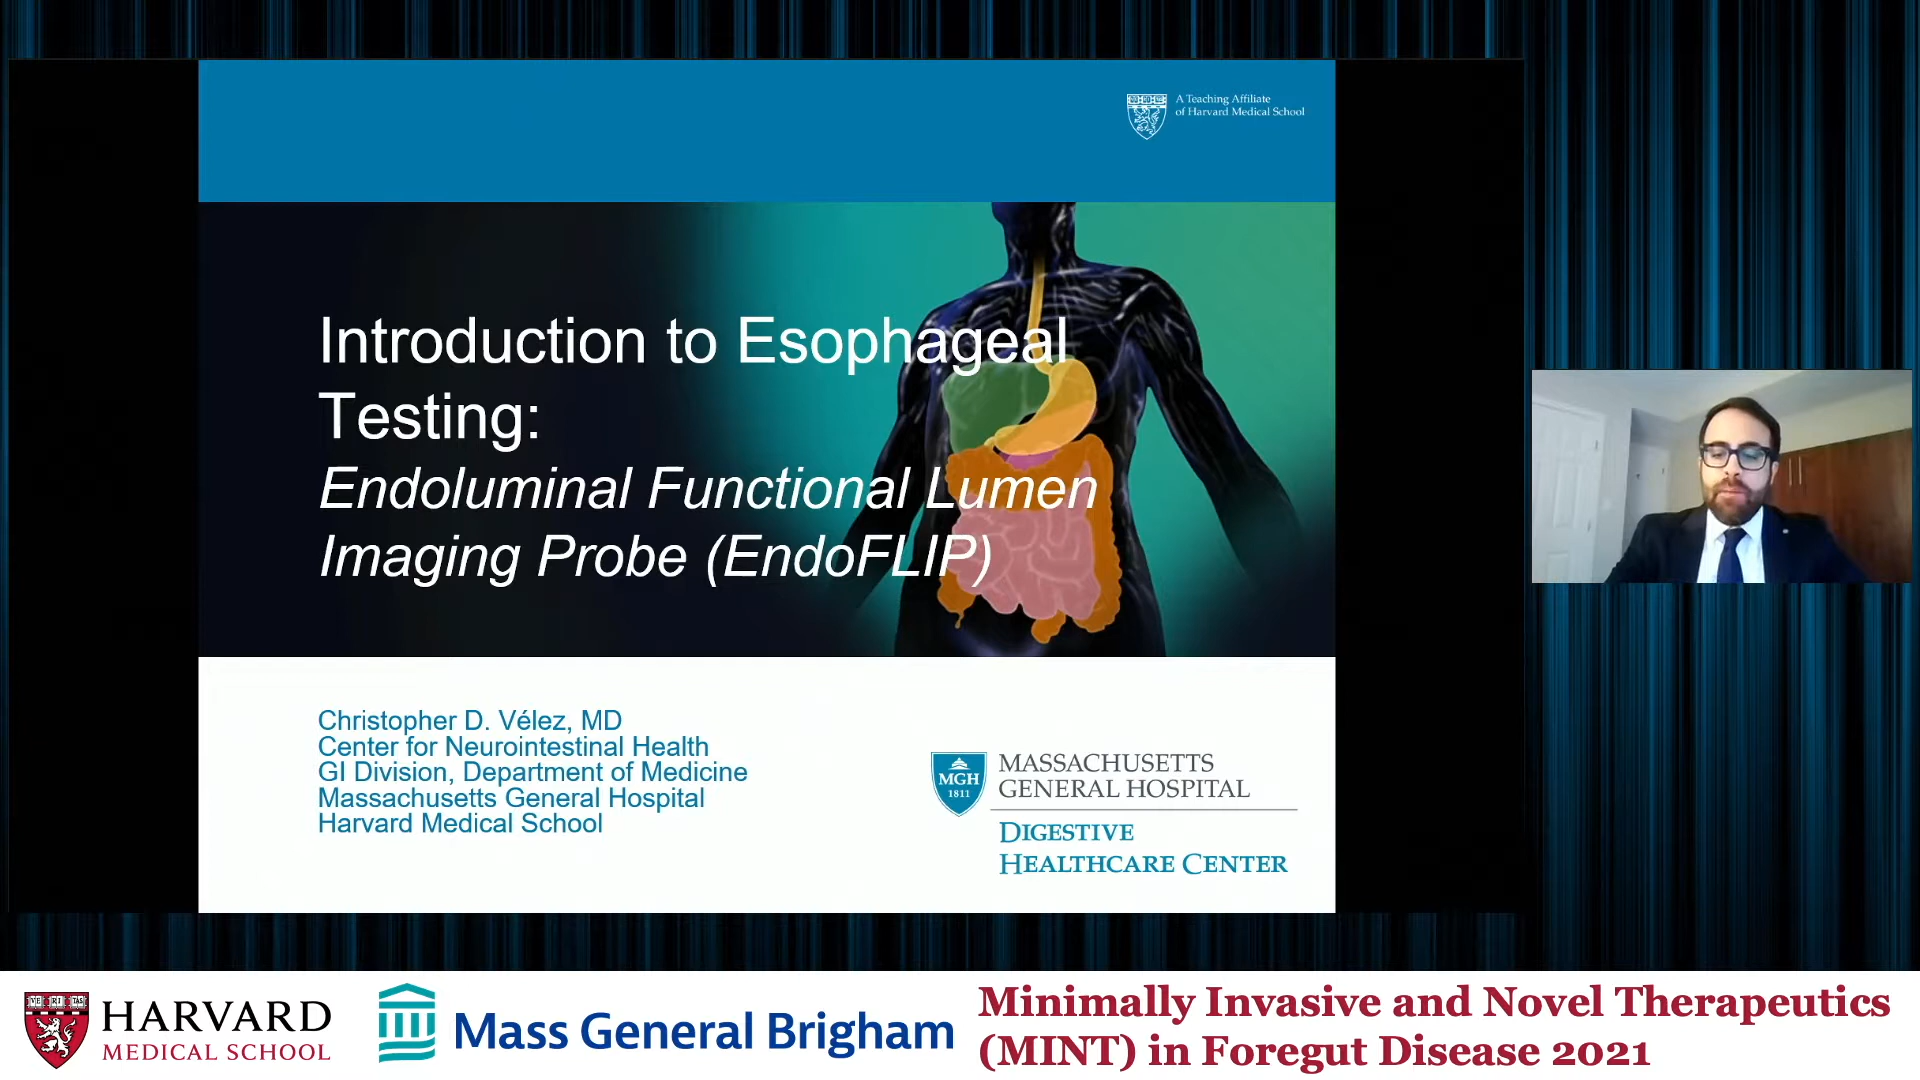 A Teaching Affiliate
of Harvard Medical School
Introduction to Esophageal
Testing:
Endoluminal Functional Lumen
Imaging Probe (EndoFLIP)
Christopher D. Vélez, MD
Center for Neurointestinal Health
GI Division, Department of Medicine
Massachusetts General Hospital
Harvard Medical School
MGH
1811
MASSACHUSETTS
GENERAL HOSPITAL
DIGESTIVE
HEALTHCARE CENTER
VE RI TAS
HARVARD
MEDICAL SCHOOL
Mass General Brigham
Minimally Invasive and Novel Therapeutics
(MINT) in Foregut Disease 2021